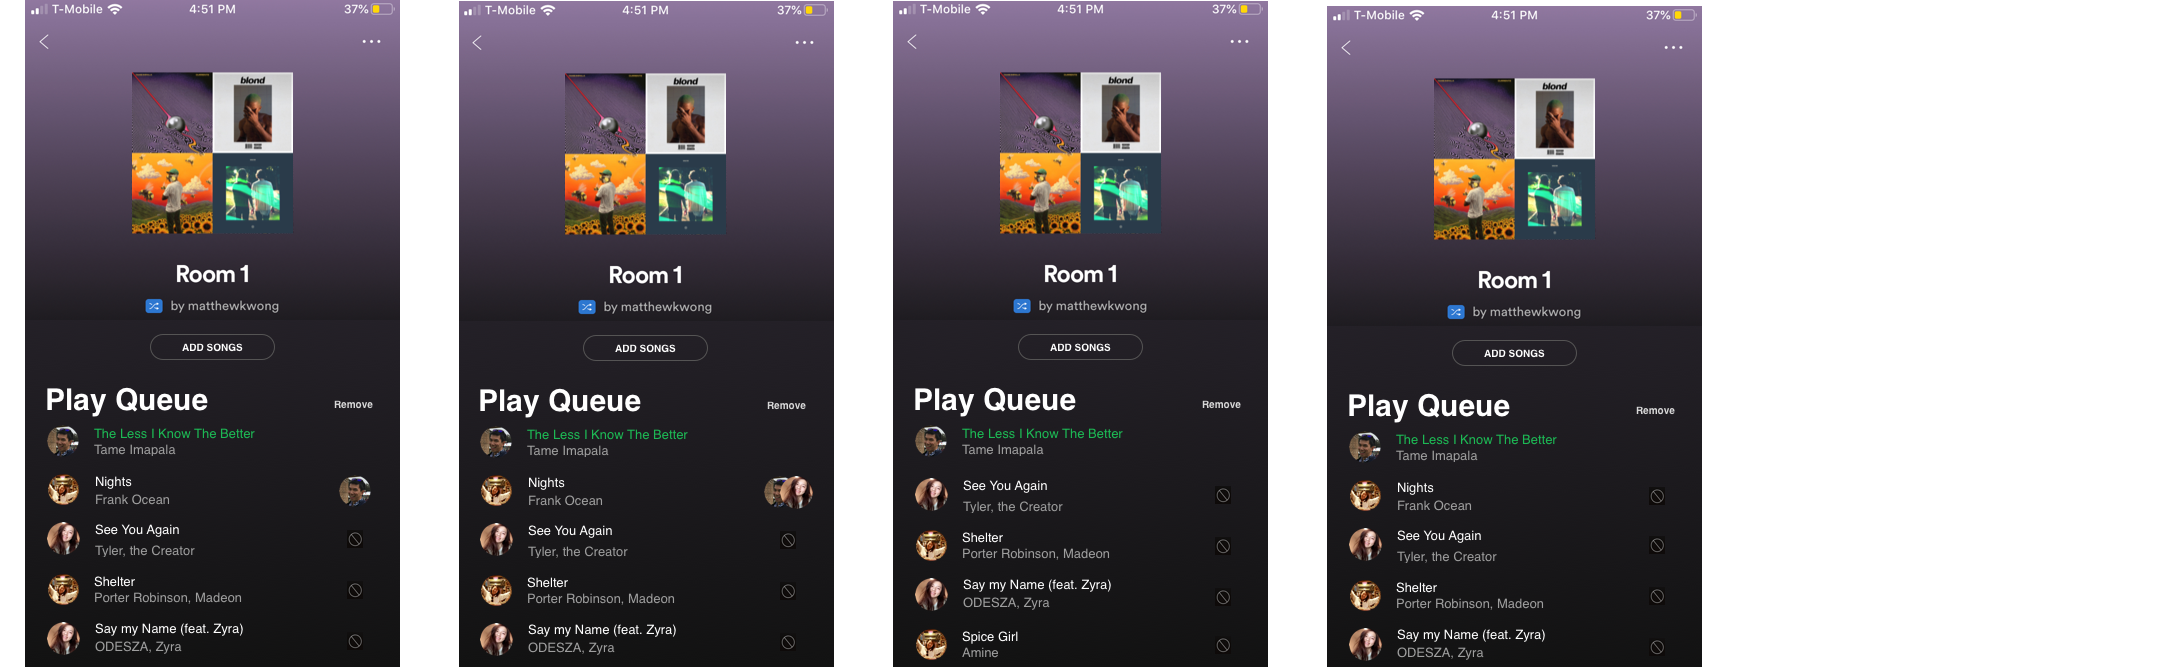 T-Mobile 4:51 PM 37%
blond
Room 1
by matthewkwong
ADD SONGS
Play Queue
Remove
The Less I Know The Better
Tame Imapala
Nights
Frank Ocean
See You Again
Tyler, the Creator
Shelter
Porter Robinson, Madeon
Say my Name (feat. Zyra)
ODESZA, Zyra
T-Mobile 4:51 PM 37%
blond
Room 1
by matthewkwong
ADD SONGS
Play Queue
Remove
The Less I Know The Better
Tame Imapala
Nights
Frank Ocean
See You Again
Tyler, the Creator
Shelter
Porter Robinson, Madeon
Say my Name (feat. Zyra)
ODESZA, Zyra
T-Mobile 4:51 PM 37%
blond
Room 1
by matthewkwong
ADD SONGS
Play Queue
Remove
The Less I Know The Better
Tame Imapala
See You Again
Tyler, the Creator
Shelter
Porter Robinson, Madeon
Say my Name (feat. Zyra)
ODESZA, Zyra
Spice Girl
Amine
T-Mobile 4:51 PM 37%
blond
Room 1
by matthewkwong
ADD SONGS
Play Queue
Remove
The Less I Know The Better
Tame Imapala
Nights
Frank Ocean
See You Again
Tyler, the Creator
Shelter
Porter Robinson, Madeon
Say my Name (feat. Zyra)
ODESZA, Zyra